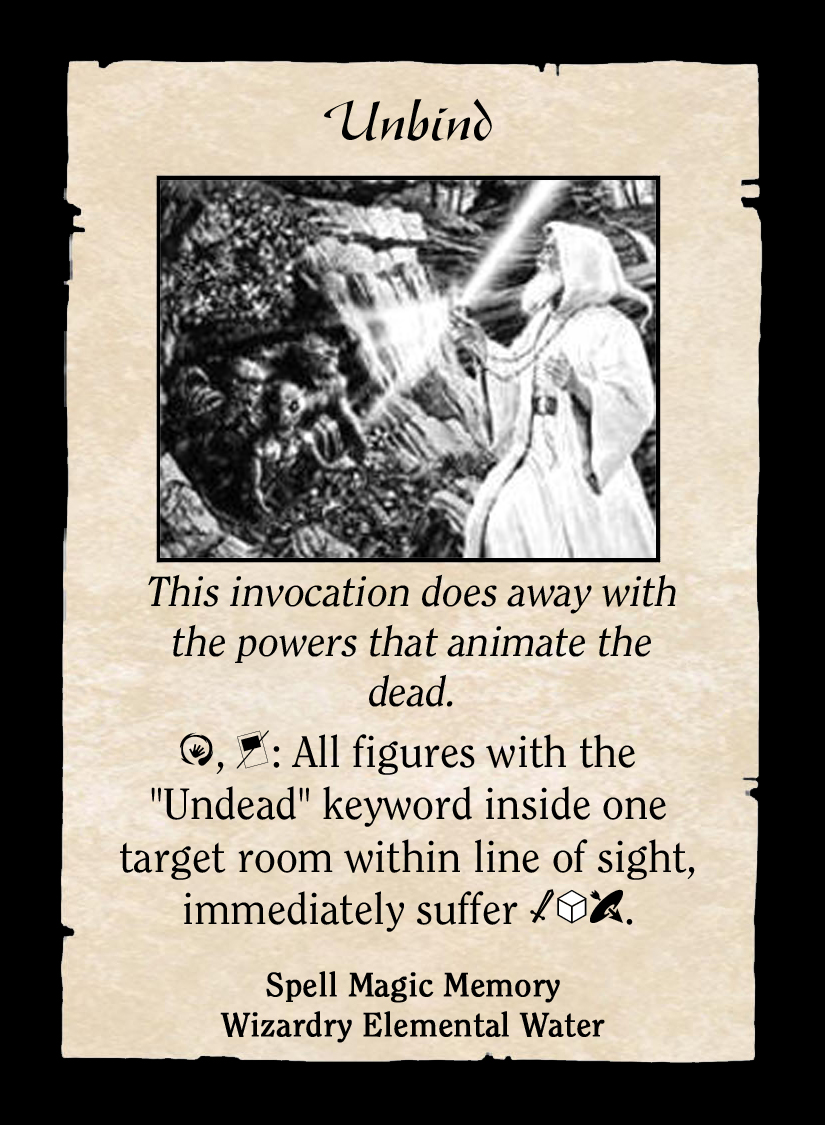 Unbind
This invocation does away with
the powers that animate the
dead.
, : All figures with the
"Undead" keyword inside one
target room within line of sight,
immediately suffer .
Spell Magic Memory
Wizardry Elemental Water